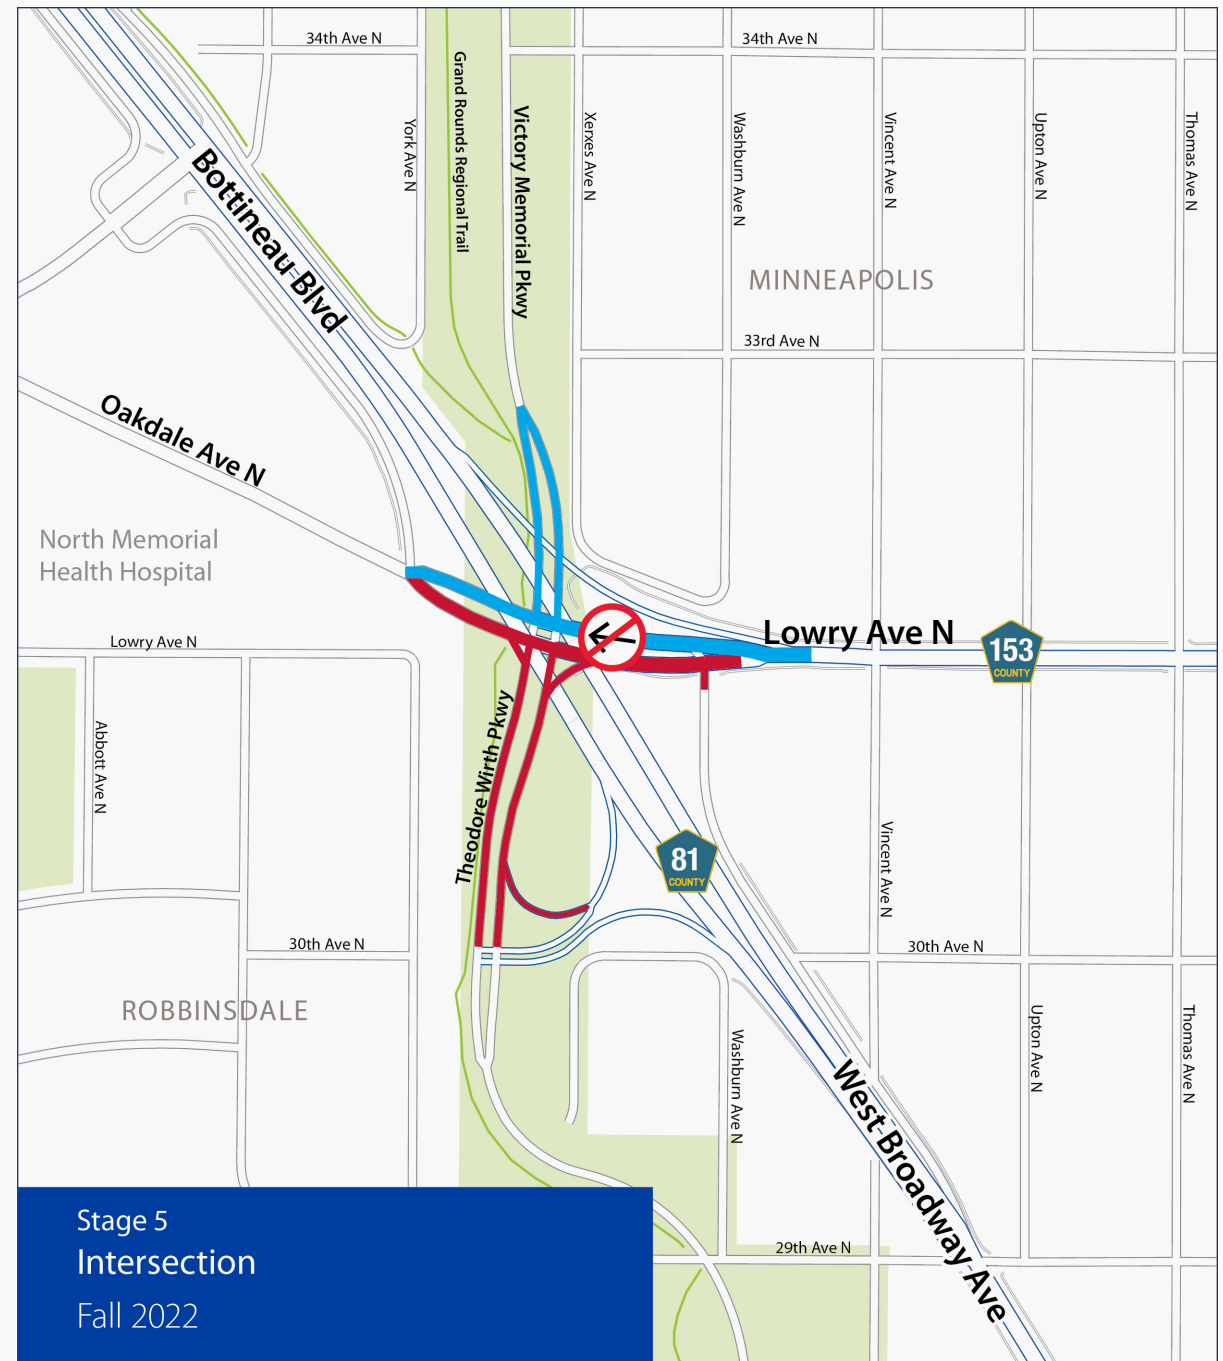 34th Ave N
34th Ave N
Grand Rounds Regional Trail
Victory Memorial Pkwy
York Ave N
Xerxes Ave N
Washburn Ave N
Vincent Ave N
Upton Ave N
Thomas Ave N
Bottineau Blvd
MINNEAPOLIS
33rd Ave N
Oakdale Ave N
North Memorial
Health Hospital
Lowry Ave N
Lowry Ave N
153
COUNTY
Theodore Wirth Pkwy
Abbott Ave N
81
COUNTY
Vincent Ave N
30th Ave N
30th Ave N
ROBBINSDALE
Washburn Ave N
Upton Ave N
Thomas Ave N
West Broadway Ave
29th Ave N
Stage 5
Intersection
Fall 2022